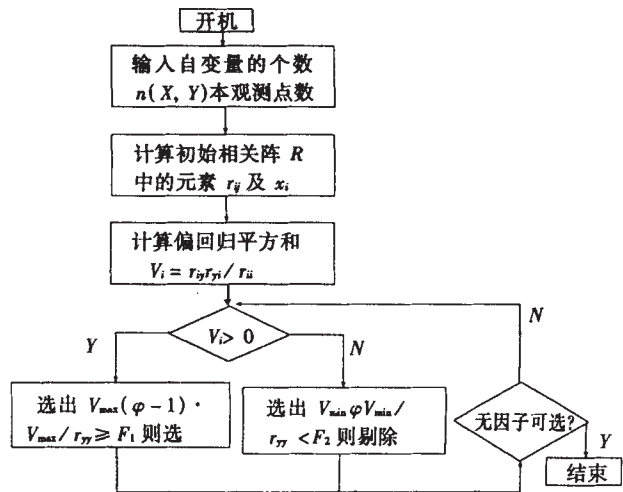 开机
输入自变量的个数
n(X, Y)本观测点数
计算初始相关阵 R
中的元素 rij 及 xi
计算偏回归平方和
Vi = riyryi/ rii
Vi> 0
N
Y
N
选出 Vmax(φ-1)·
Vmax/ ryy≥ F1 则选
选出 VminφVmin/
ryy <F2 则剔除
无因子可选?
Y
结束